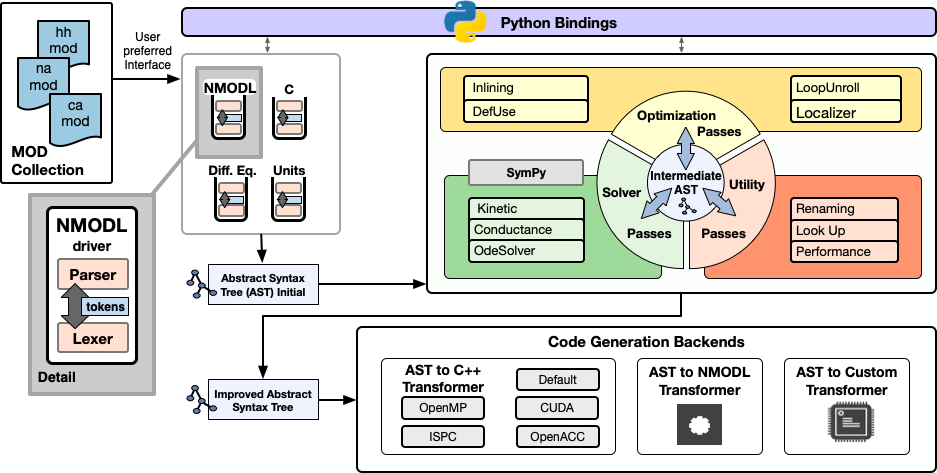 Python Bindings
hh
mod
na
mod
ca
mod
MOD
Collection
User
preferred
Interface
NMODL
C
Diff. Eq.
Units
NMODL
driver
Parser
tokens
Lexer
Detail
Abstract Syntax
Tree (AST) Initial
Inlining
DefUse
LoopUnroll
Localizer
Optimization
Passes
Intermediate
AST
Solver
Passes
Utility
Passes
SymPy
Kinetic
Conductance
OdeSolver
Renaming
Look Up
Performance
Improved Abstract
Syntax Tree
Code Generation Backends
AST to C++
Transformer
Default
OpenMP
CUDA
ISPC
OpenACC
AST to NMODL
Transformer
AST to Custom
Transformer